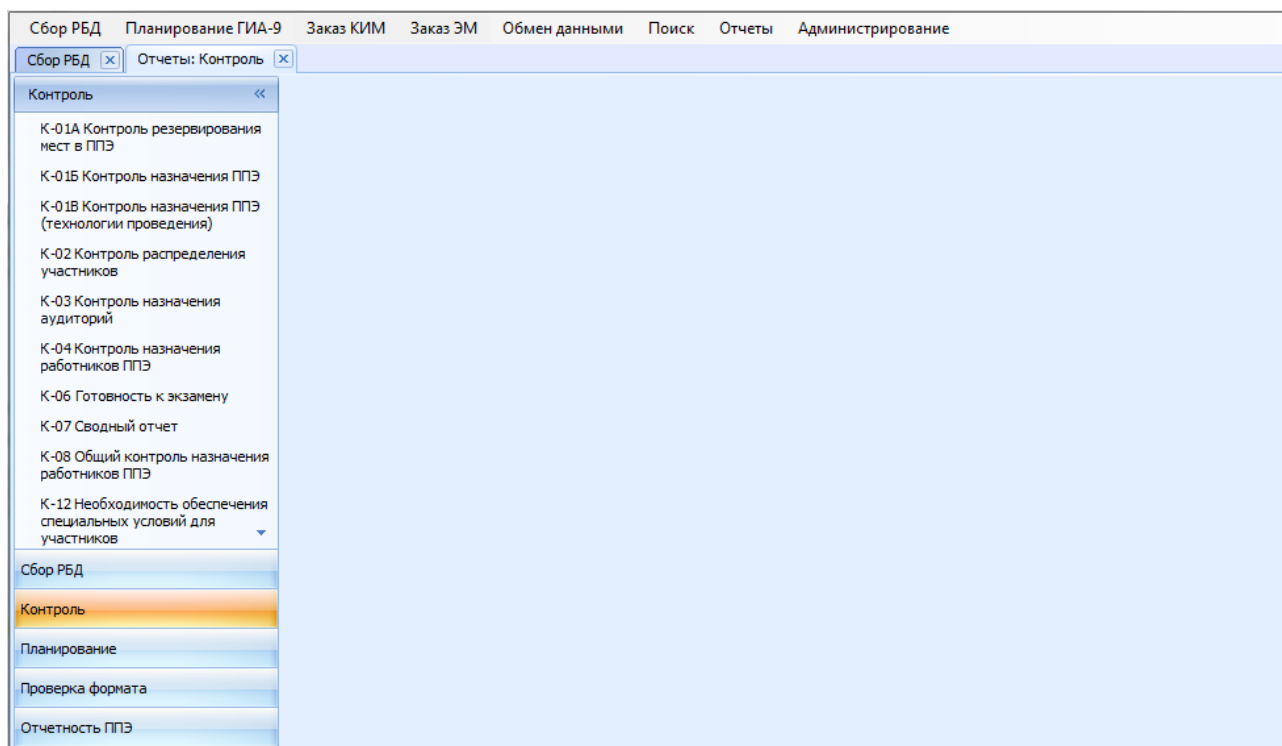 Сбор РБД Планирование ГИА-9 Заказ КИМ Заказ ЭМ Обмен данными Поиск Отчеты Администрирование
Сбор РБД Отчеты: Контроль
Контроль
К-01А Контроль резервирования
мест в ППЭ
К-01Б Контроль назначения ППЭ
К-01В Контроль назначения ППЭ
(технологии проведения)
К-02 Контроль распределения
участников
К-03 Контроль назначения
аудиторий
К-04 Контроль назначения
работников ППЭ
К-06 Готовность к экзамену
К-07 Сводный отчет
К-08 Общий контроль назначения
работников ППЭ
К-12 Необходимость обеспечения
специальных условий для
участников
Сбор РБД
Контроль
Планирование
Проверка формата
Отчетность ППЭ